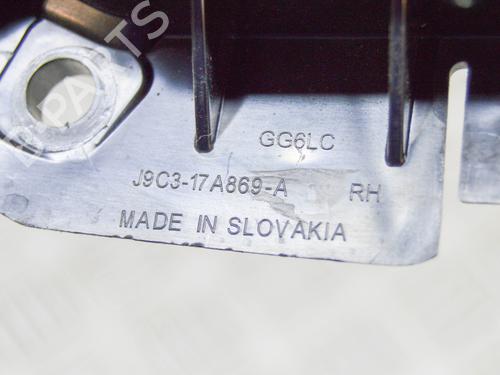 GG6LC
J9C3-17A869-A RH
MADE IN SLOVAKIA